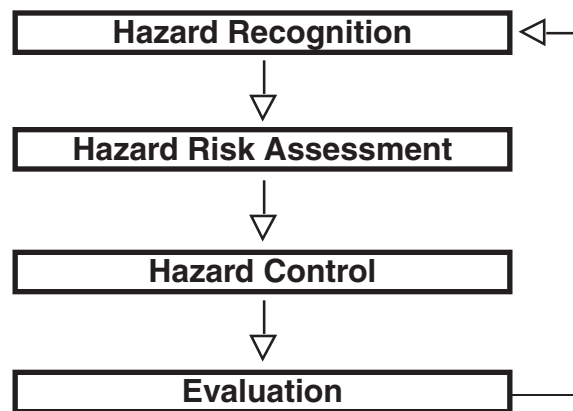 Hazard Recognition
Hazard Risk Assessment
Hazard Control
Evaluation